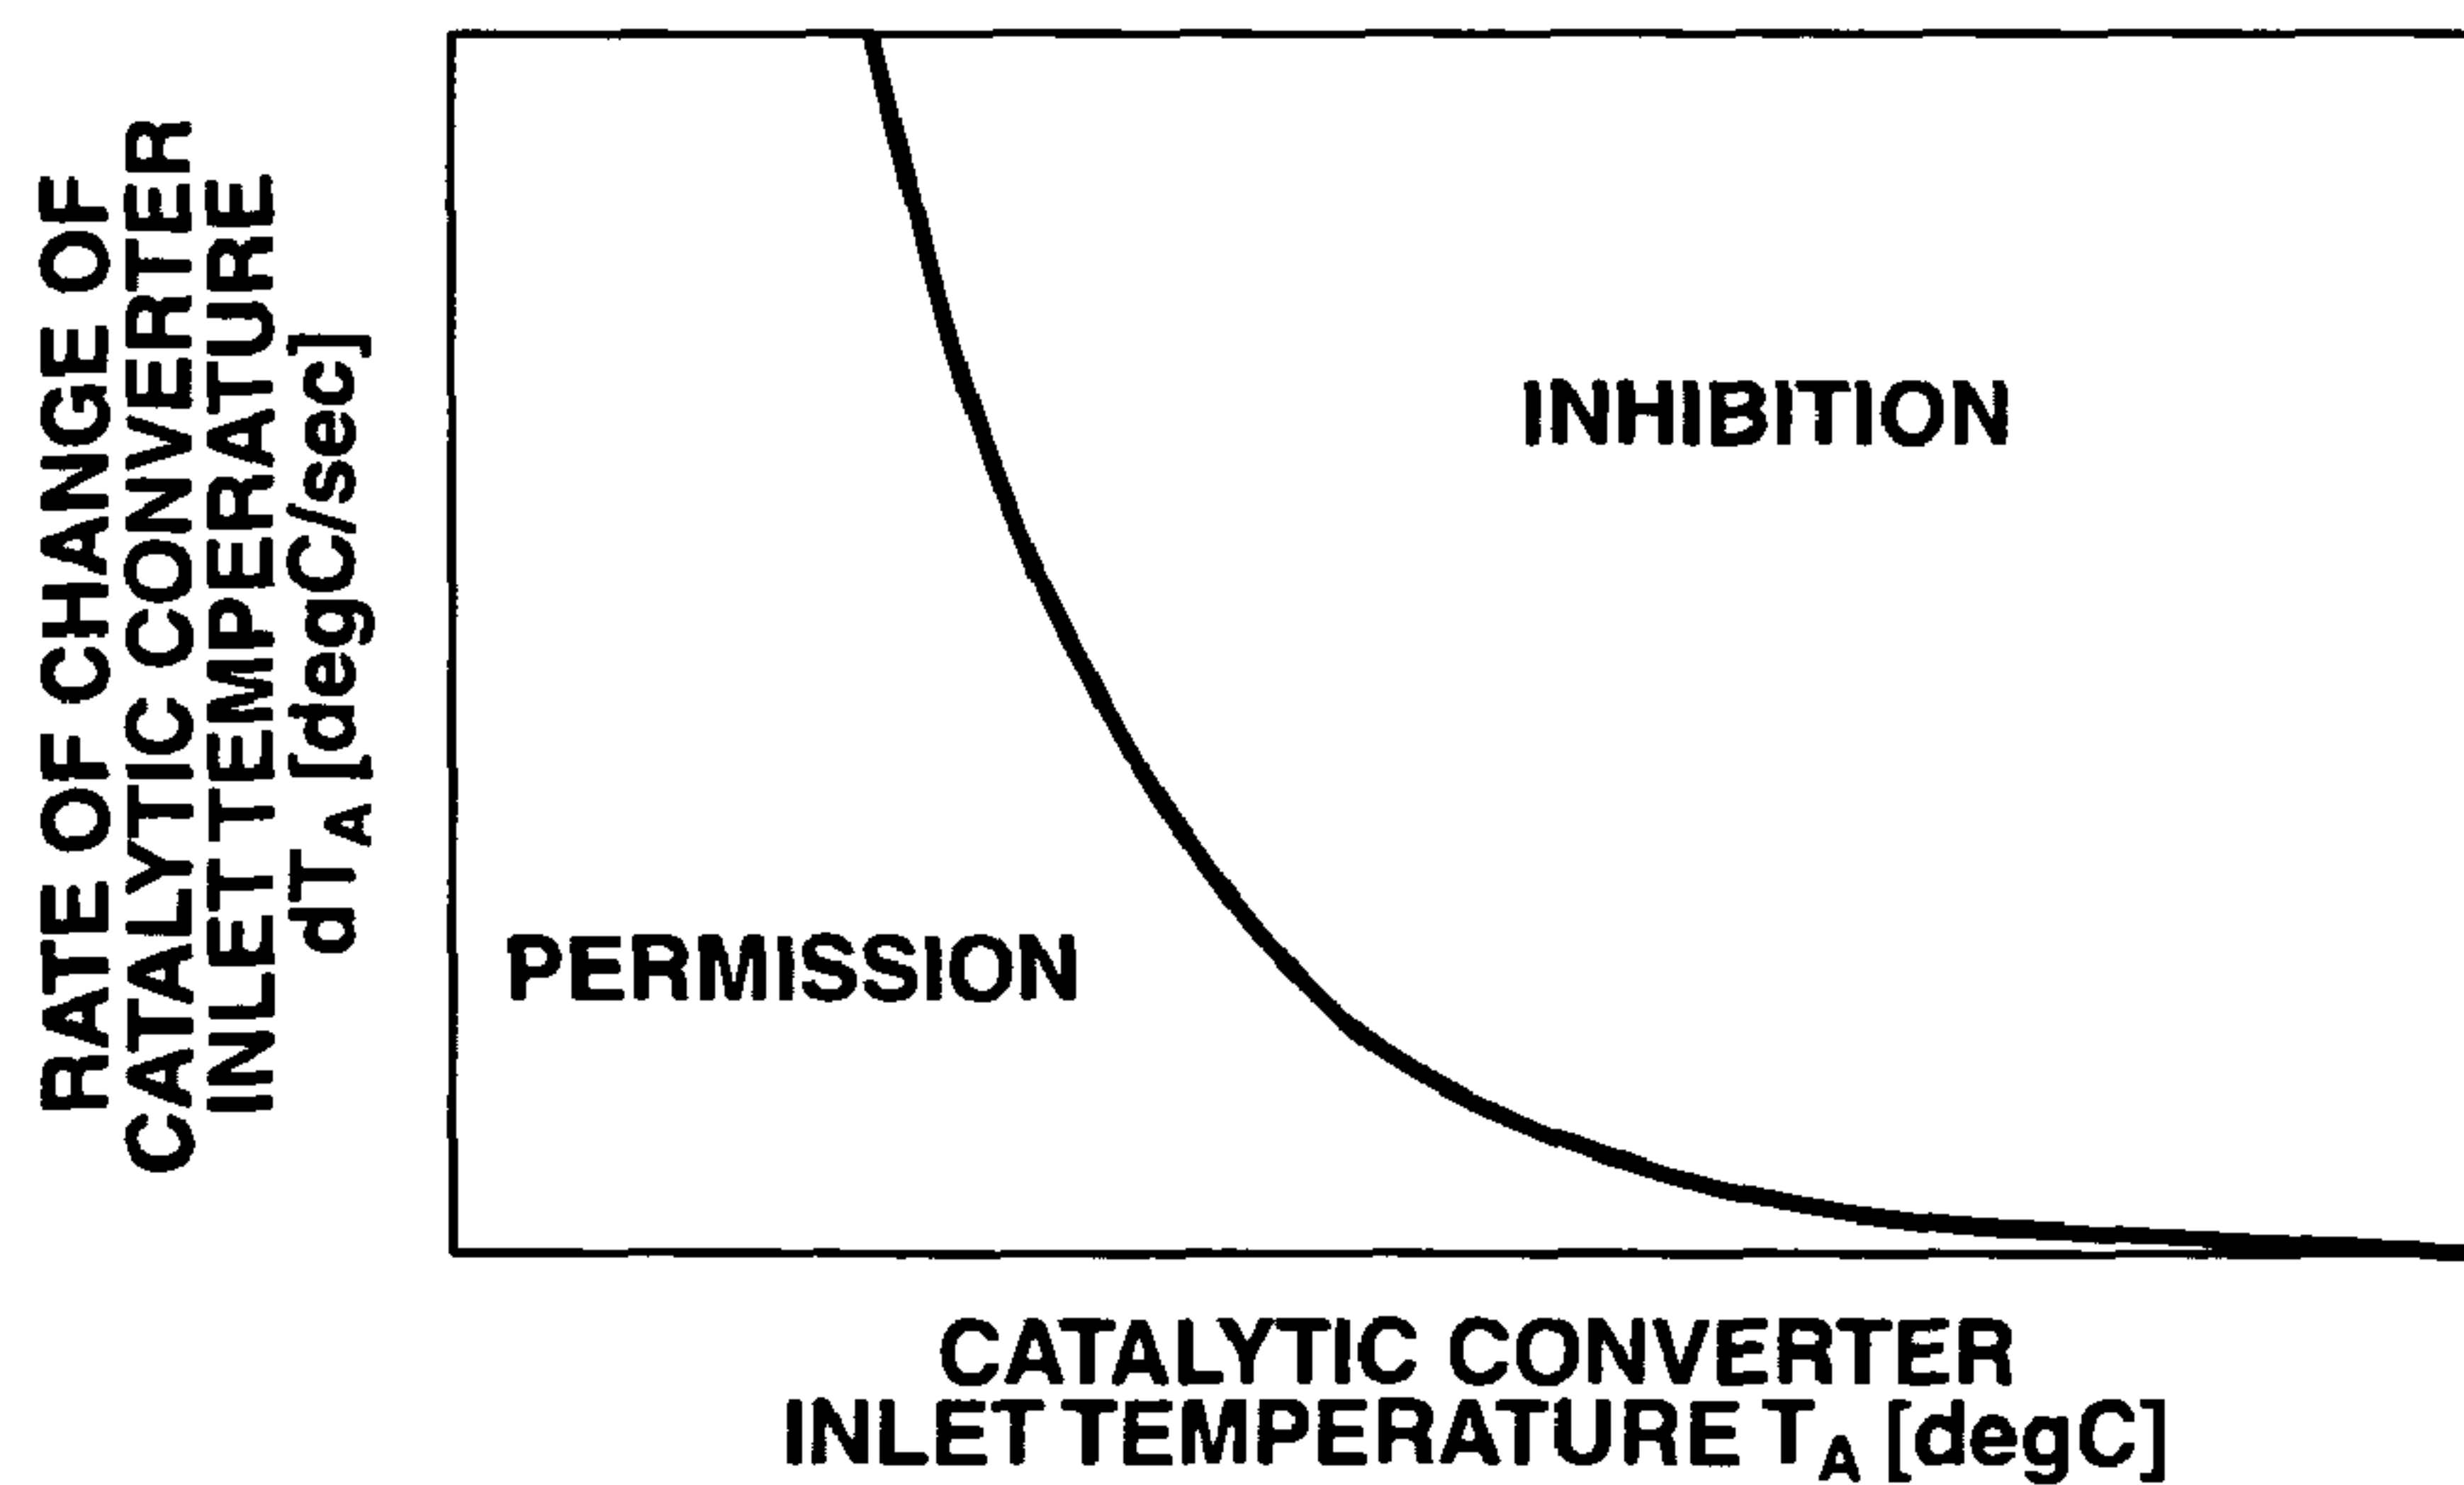 RATE OF CHANGE OF
CATALYTIC CONVERTER
INLET TEMPERATURE
dTA [degC/sec]
INHIBITION
PERMISSION
CATALYTIC CONVERTER
INLET TEMPERATURE TA [degC]